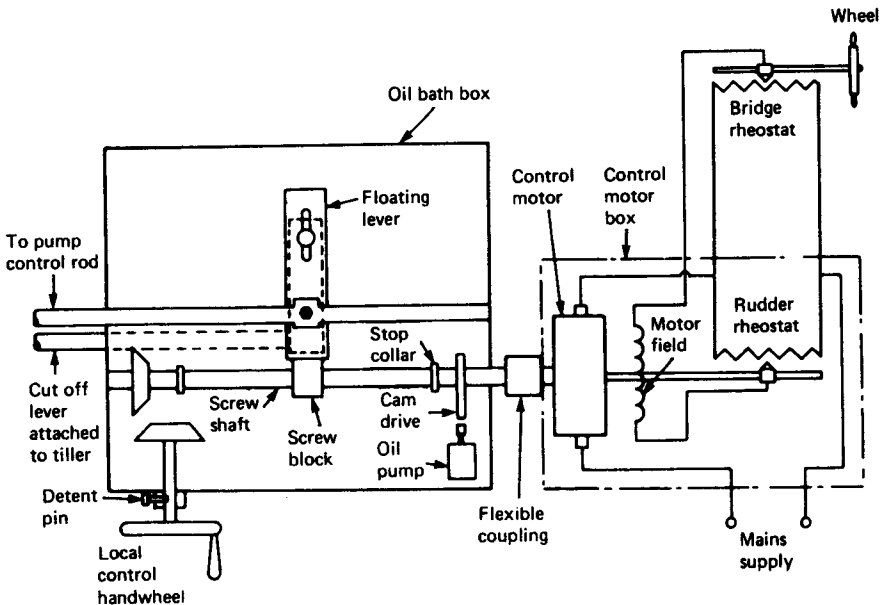 Wheel
Oil bath box
Bridge
rheostat
Control
motor
Control
motor
box
Floating
lever
To pump
control rod
Rudder
rheostat
Motor
field
Stop
collar
Cut off
lever
attached
to tiller
Screw
shaft
Screw
block
Cam
drive
Oil
pump
Detent
pin
Flexible
coupling
Mains
supply
Local
control
handwheel